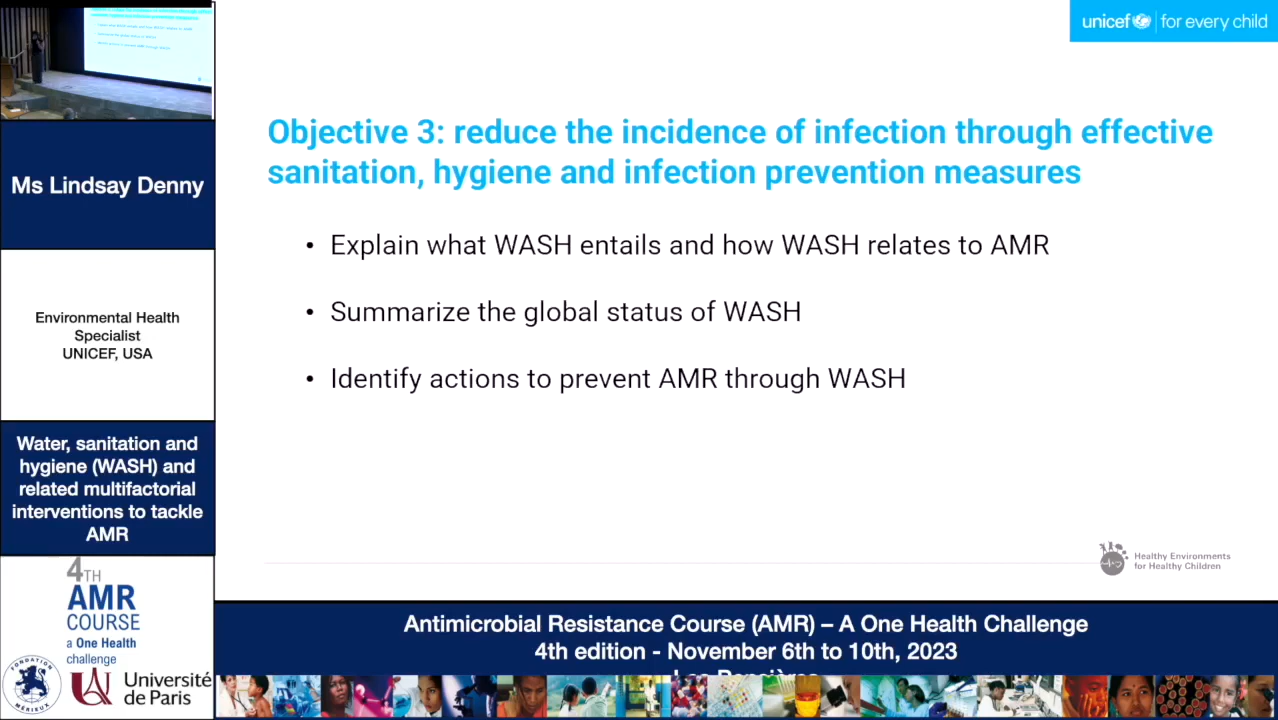 unicef for every child
Objective 3: reduce the incidence of infection through effective
sanitation, hygiene and infection prevention measures
• Explain what WASH entails and how WASH relates to AMR
• Summarize the global status of WASH
• Identify actions to prevent AMR through WASH
Healthy Environments
for Healthy Children
Ms Lindsay Denny
Environmental Health
Specialist
UNICEF, USA
Water, sanitation and
hygiene (WASH) and
related multifactorial
interventions to tackle
AMR
4TH
AMR
COURSE
a One Health
challenge
FONDATION
MÉRIEUX
Université
de Paris
Antimicrobial Resistance Course (AMR) – A One Health Challenge
4th edition - November 6th to 10th, 2023